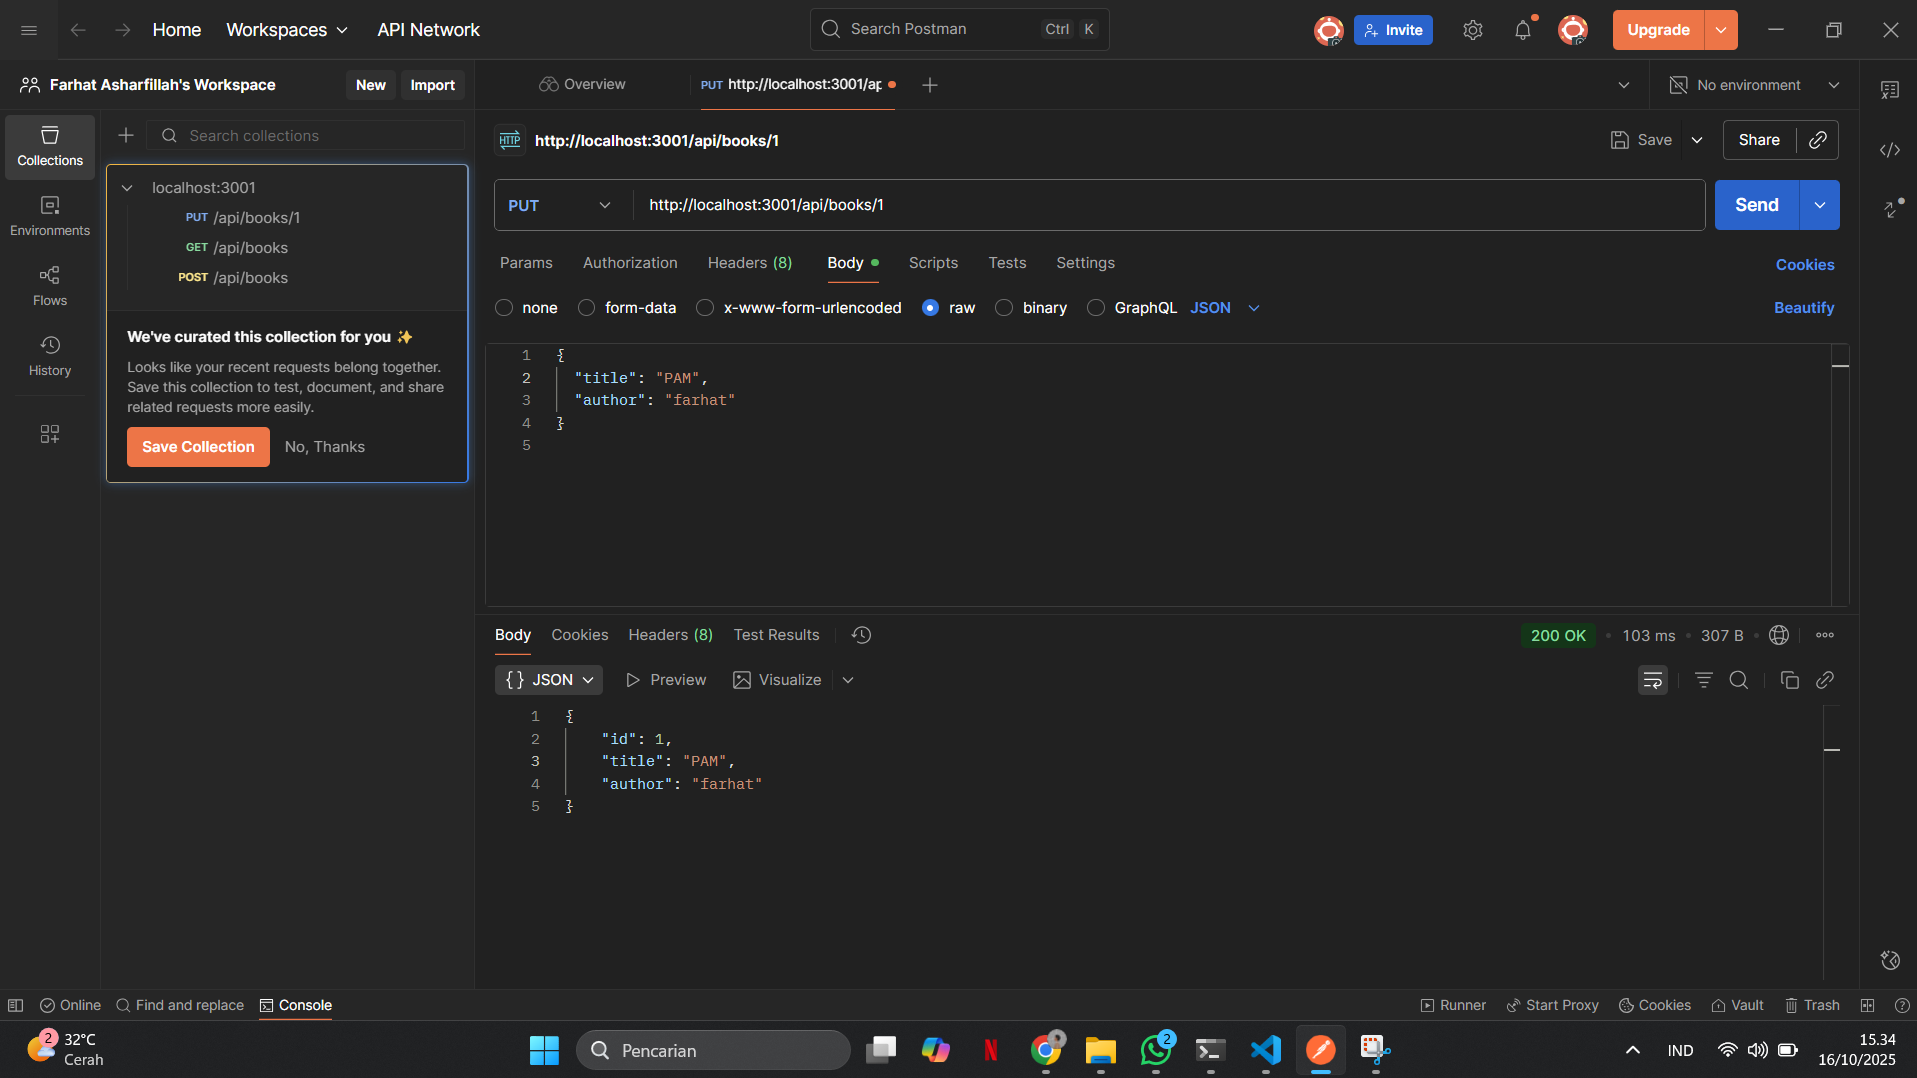 Home Workspaces API Network Search Postman Ctrl K Invite Upgrade
Farhat Asharfillah's Workspace New Import Overview PUT http://localhost:3001/ap No environment
Search collections
HTTP http://localhost:3001/api/books/1 Save Share
Collections
Environments
Flows
History
localhost:3001
PUT /api/books/1
GET /api/books
POST /api/books
We've curated this collection for you ✨
Looks like your recent requests belong together.
Save this collection to test, document, and share
related requests more easily.
Save Collection No, Thanks
PUT http://localhost:3001/api/books/1 Send
Params Authorization Headers (8) Body Scripts Tests Settings Cookies
none form-data x-www-form-urlencoded raw binary GraphQL JSON Beautify
1 {
2 "title": "PAM",
3 "author": "farhat"
4 }
5
Body Cookies Headers (8) Test Results 200 OK • 103 ms • 307 B •
{} JSON Preview Visualize
1 {
2 "id": 1,
3 "title": "PAM",
4 "author": "farhat"
5 }
Online Find and replace Console Runner Start Proxy Cookies Vault Trash
2 32°C
Cerah
Pencarian
2
IND
15.34
16/10/2025